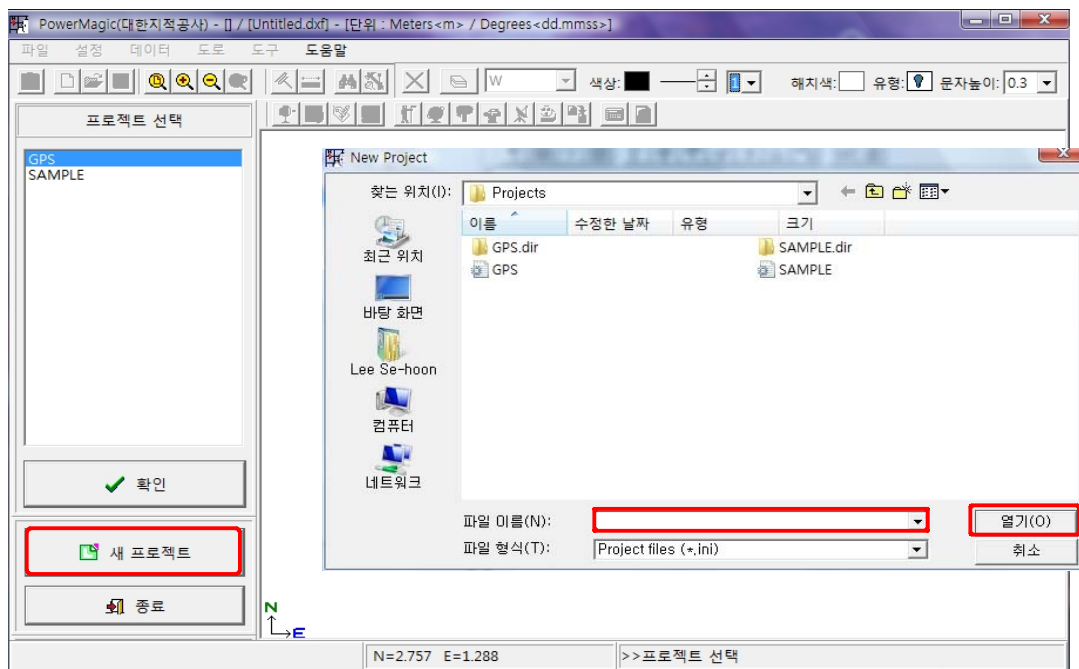 PowerMagic(대한지적공사) - [] / [Untitled.dxf] - [단위 : Meters<m> / Degrees<dd.mmss>]
파일 설정 데이터 도로 도구 도움말
W 색상: 1 해치색: 유형: 문자높이: 0.3
프로젝트 선택
GPS
SAMPLE
확인
새 프로젝트
종료
New Project
찾는 위치(I): Projects
이름 수정한 날짜 유형 크기
GPS.dir SAMPLE.dir
GPS SAMPLE
최근 위치
바탕 화면
Lee Se-hoon
컴퓨터
네트워크
파일 이름(N): 열기(O)
파일 형식(T): Project files (*.ini) 취소
N
E
N=2.757 E=1.288 >>프로젝트 선택